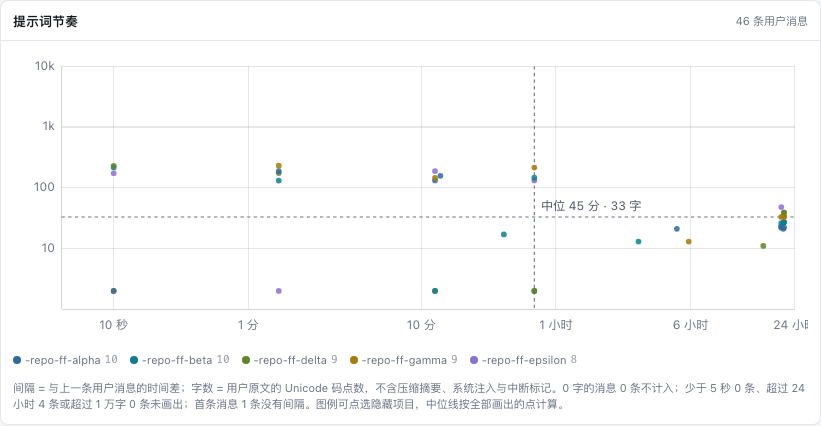 提示词节奏
46 条用户消息
10k
1k
100
10
中位 45 分 · 33 字
10 秒
1 分
10 分
1 小时
6 小时
24 小
-repo-ff-alpha 10
-repo-ff-beta 10
-repo-ff-delta 9
-repo-ff-gamma 9
-repo-ff-epsilon 8
间隔 = 与上一条用户消息的时间差；字数 = 用户原文的 Unicode 码点数，不含压缩摘要、系统注入与中断标记。0 字的消息 0 条不计入；少于 5 秒 0 条、超过 24
小时 4 条或超过 1 万字 0 条未画出；首条消息 1 条没有间隔。图例可点选隐藏项目，中位线按全部画出的点计算。